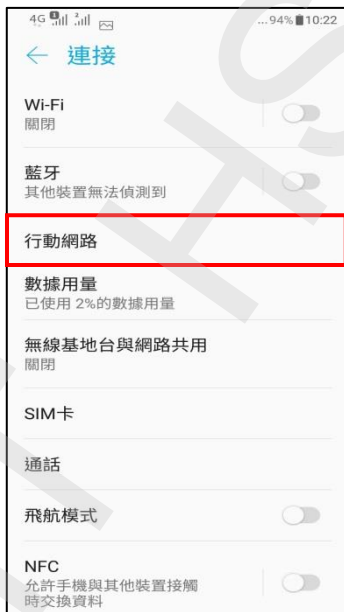 4G 1 2 ...94% 10:22
← 連接
Wi-Fi
關閉
藍牙
其他裝置無法偵測到
行動網路
數據用量
已使用 2%的數據用量
無線基地台與網路共用
關閉
SIM卡
通話
飛航模式
NFC
允許手機與其他裝置接觸
時交換資料